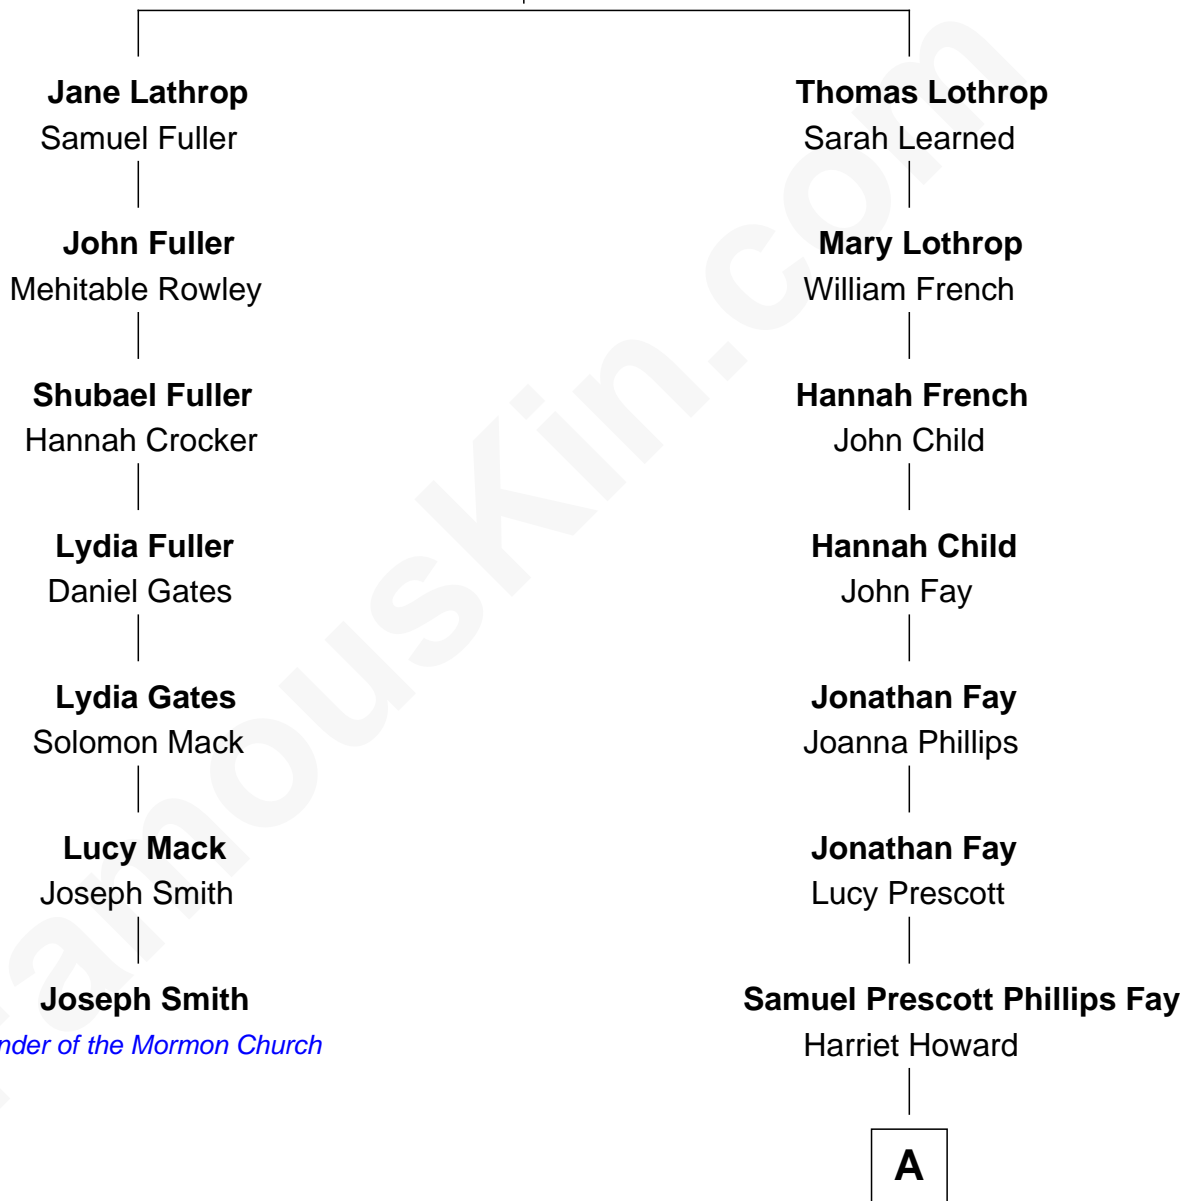 Jane Lathrop
Samuel Fuller
John Fuller
Mehitable Rowley
Shubael Fuller
Hannah Crocker
Lydia Fuller
Daniel Gates
Lydia Gates
Solomon Mack
Lucy Mack
Joseph Smith
Joseph Smith
nder of the Mormon Church
Thomas Lothrop
Sarah Learned
Mary Lothrop
William French
Hannah French
John Child
Hannah Child
John Fay
Jonathan Fay
Joanna Phillips
Jonathan Fay
Lucy Prescott
Samuel Prescott Phillips Fay
Harriet Howard
A
FamousKin.com